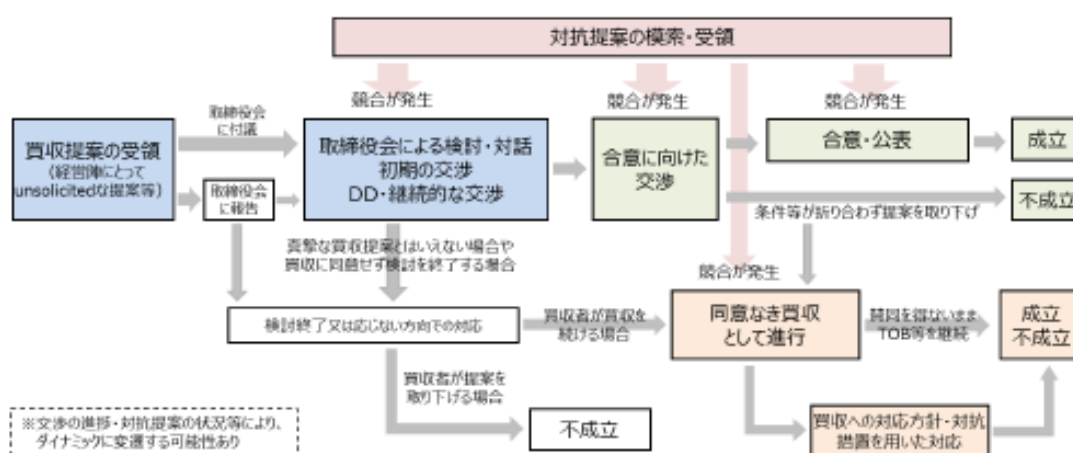 対抗提案の模索・受領
競合が発生
競合が発生
競合が発生
取締役会
に付議
買収提案の受領
(経営陣にとって
unsolicitedな提案等)
取締役会
に報告
取締役会による検討・対話
初期の交渉
DD・継続的な交渉
合意に向けた
交渉
合意・公表
成立
不成立
条件等が折り合わず提案を取り下げ
真摯な買収提案とはいえない場合や
買収に同意せず検討を終了する場合
競合が発生
検討終了又は応じない方向での対応
買収者が買収を
続ける場合
同意なき買収
として進行
賛同を得ないまま
TOB等を継続
成立
不成立
買収者が提案を
取り下げる場合
不成立
買収への対応方針・対抗
措置を用いた対応
※交渉の進捗・対抗提案の状況等により、
ダイナミックに変遷する可能性あり